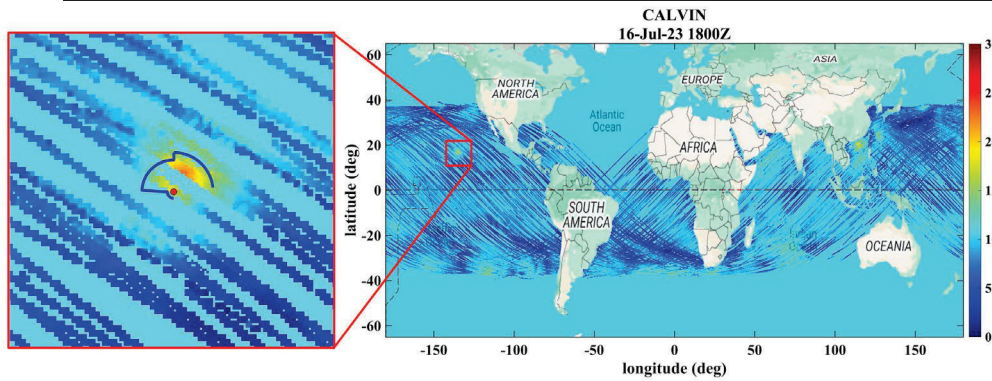 CALVIN
16-Jul-23 1800Z
60
40
20
0
-20
-40
-60
latitude (deg)
NORTH
AMERICA
Atlantic
Ocean
EUROPE
ASIA
AFRICA
SOUTH
AMERICA
OCEANIA
-150
-100
-50
0
50
100
150
longitude (deg)
3
2
2
1
1
5
0